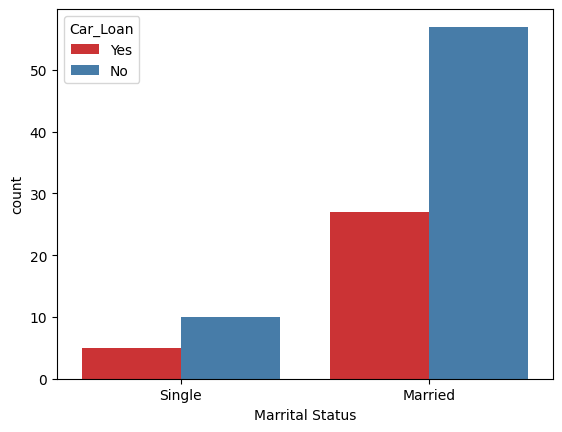 Car_Loan
Yes
No
count
50
40
30
20
10
0
Single
Married
Marrital Status